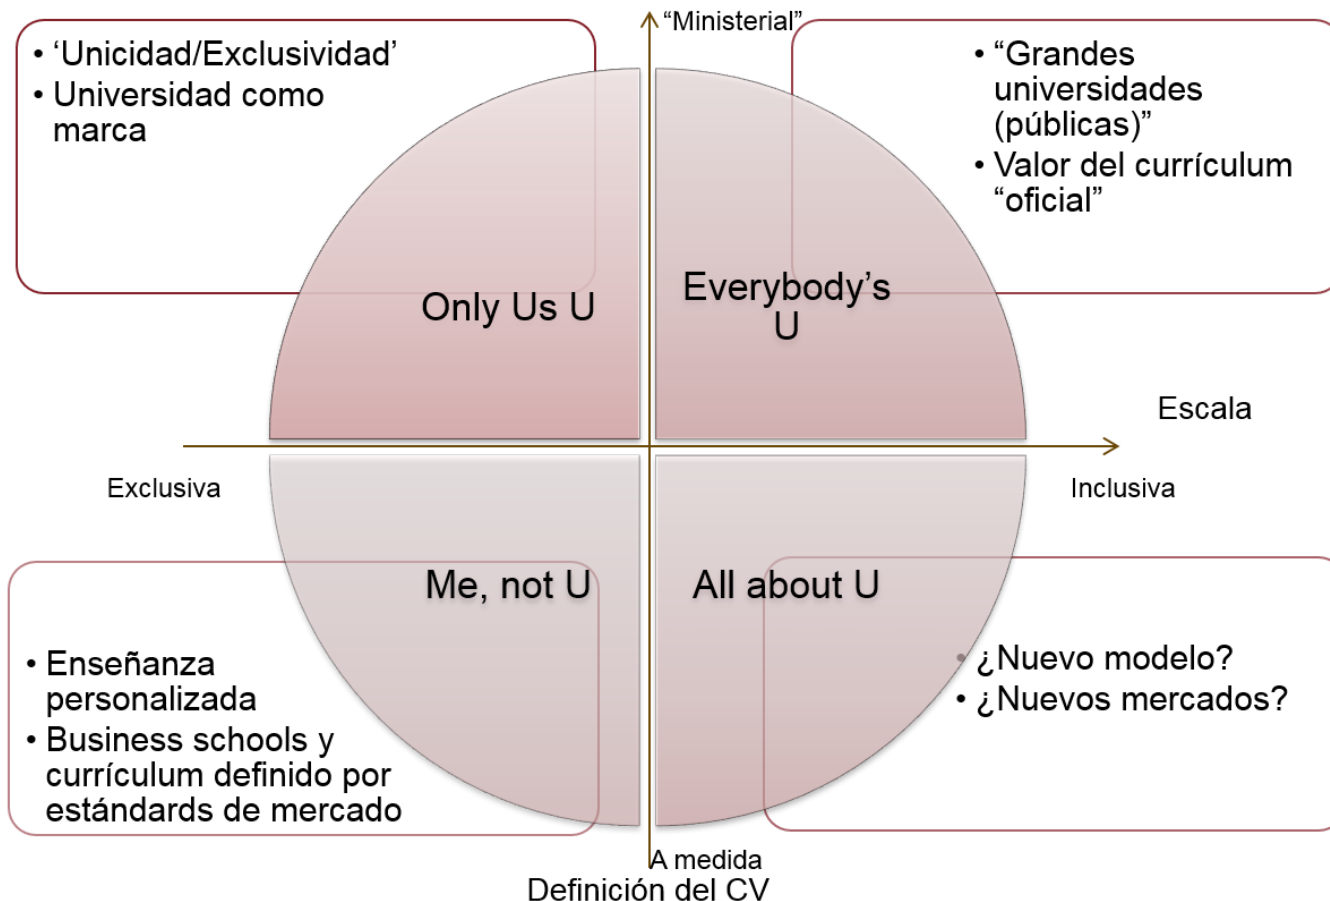 “Ministerial”
• ‘Unicidad/Exclusividad’
• Universidad como
marca
• “Grandes
universidades
(públicas)”
• Valor del currículum
“oficial”
Only Us U
Everybody’s
U
Escala
Exclusiva
Inclusiva
Me, not U
All about U
• Enseñanza
personalizada
• Business schools y
currículum definido por
estándards de mercado
• ¿Nuevo modelo?
• ¿Nuevos mercados?
A medida
Definición del CV